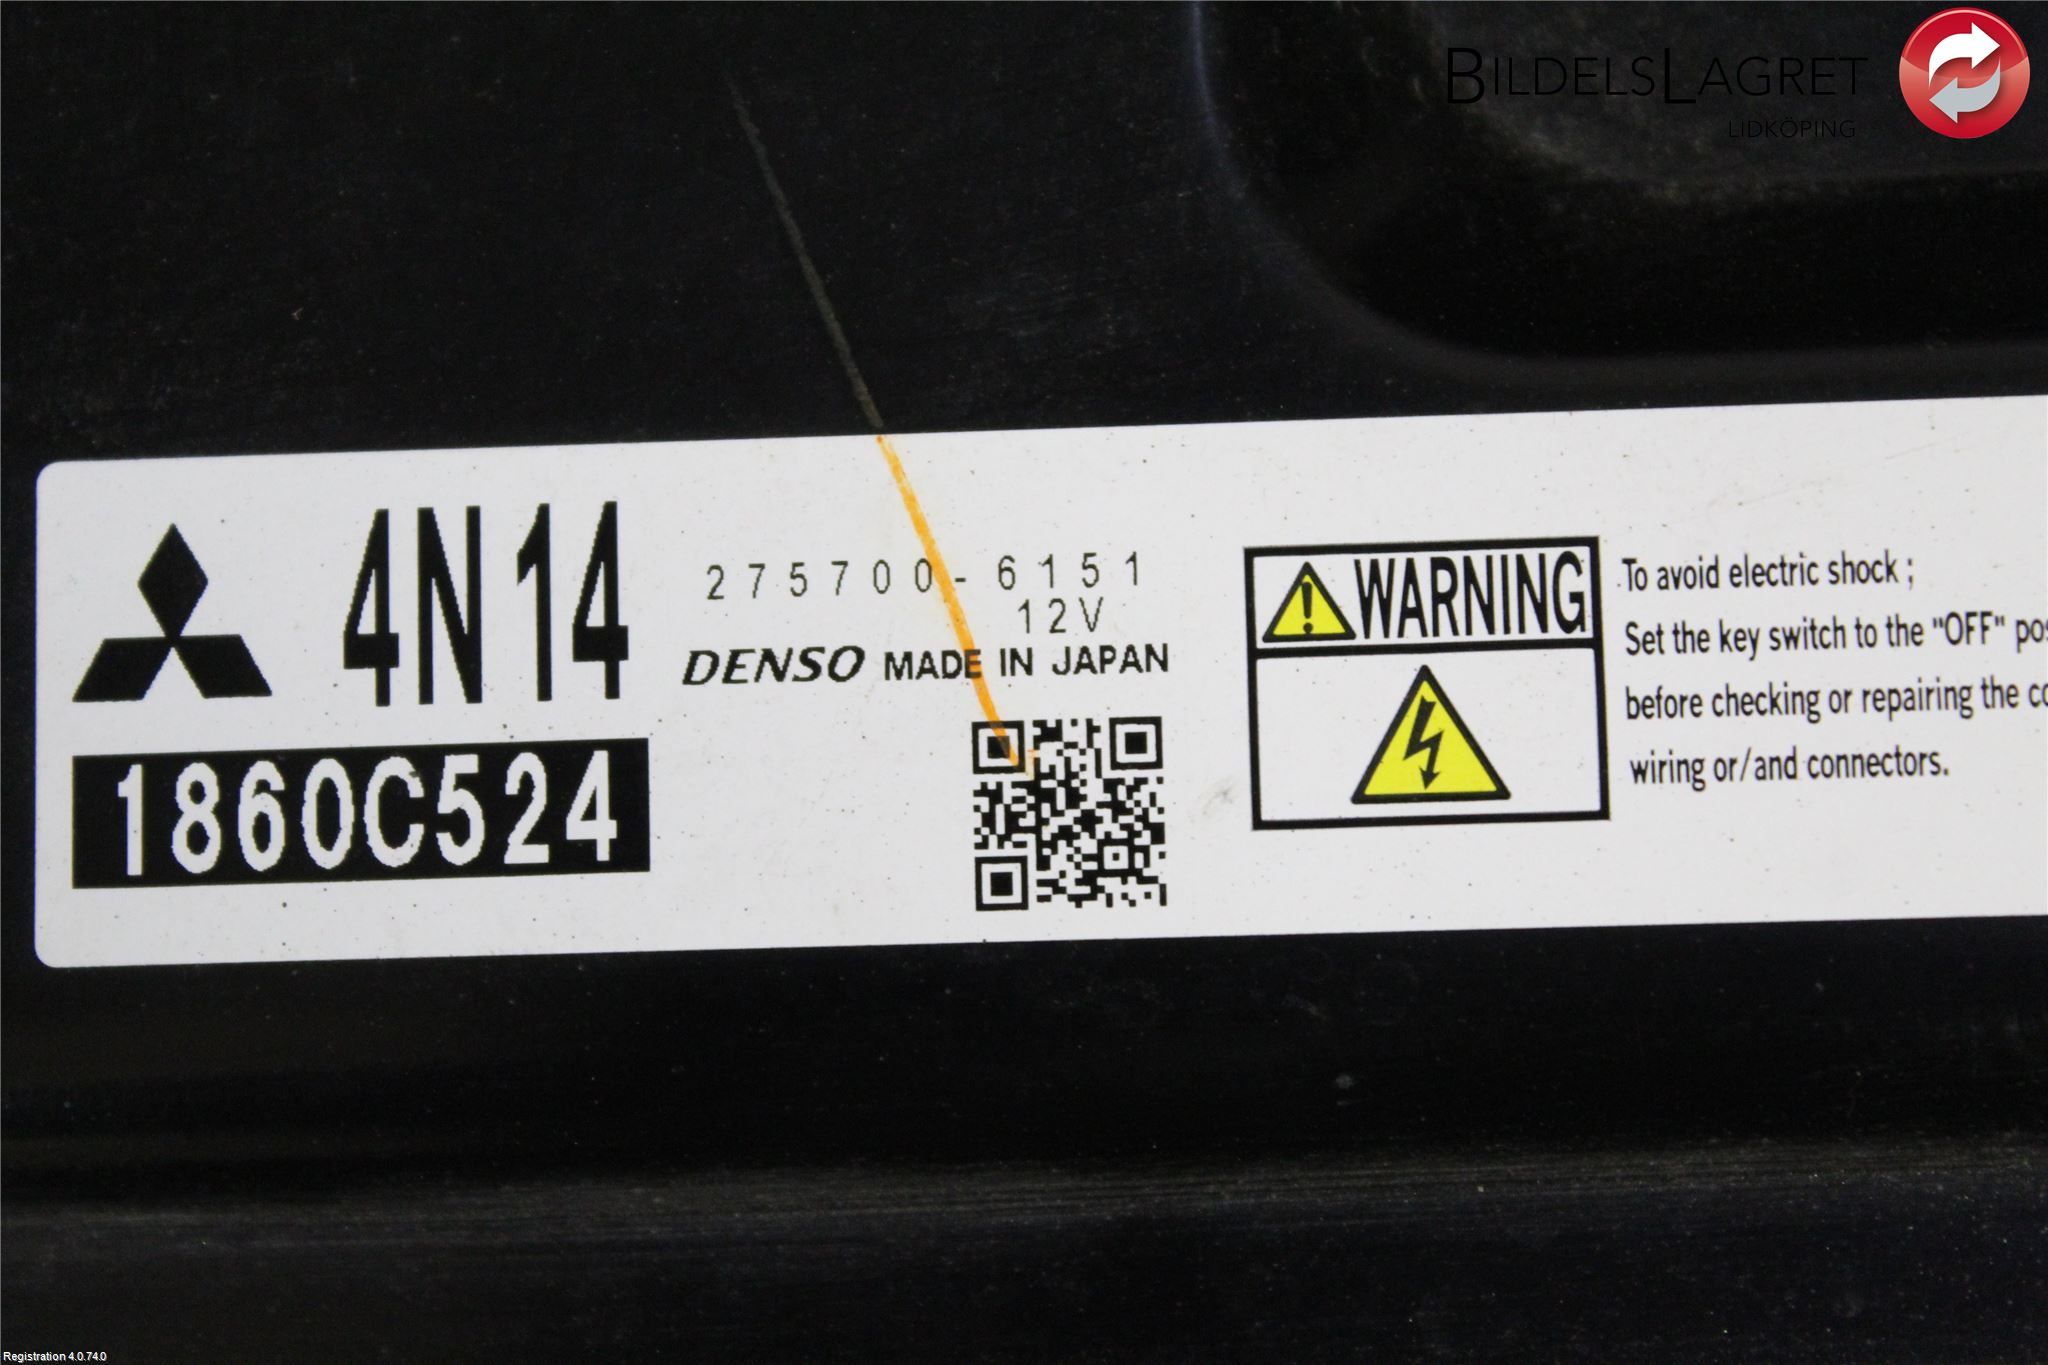 BILDELSLAGRET
LIDKÖPING
4N14
275700-6151
12V
DENSO MADE IN JAPAN
1860C524
WARNING
To avoid electric shock;
Set the key switch to the "OFF"
before checking or repairing the
wiring or/and connectors.
Registration 4.0.74.0